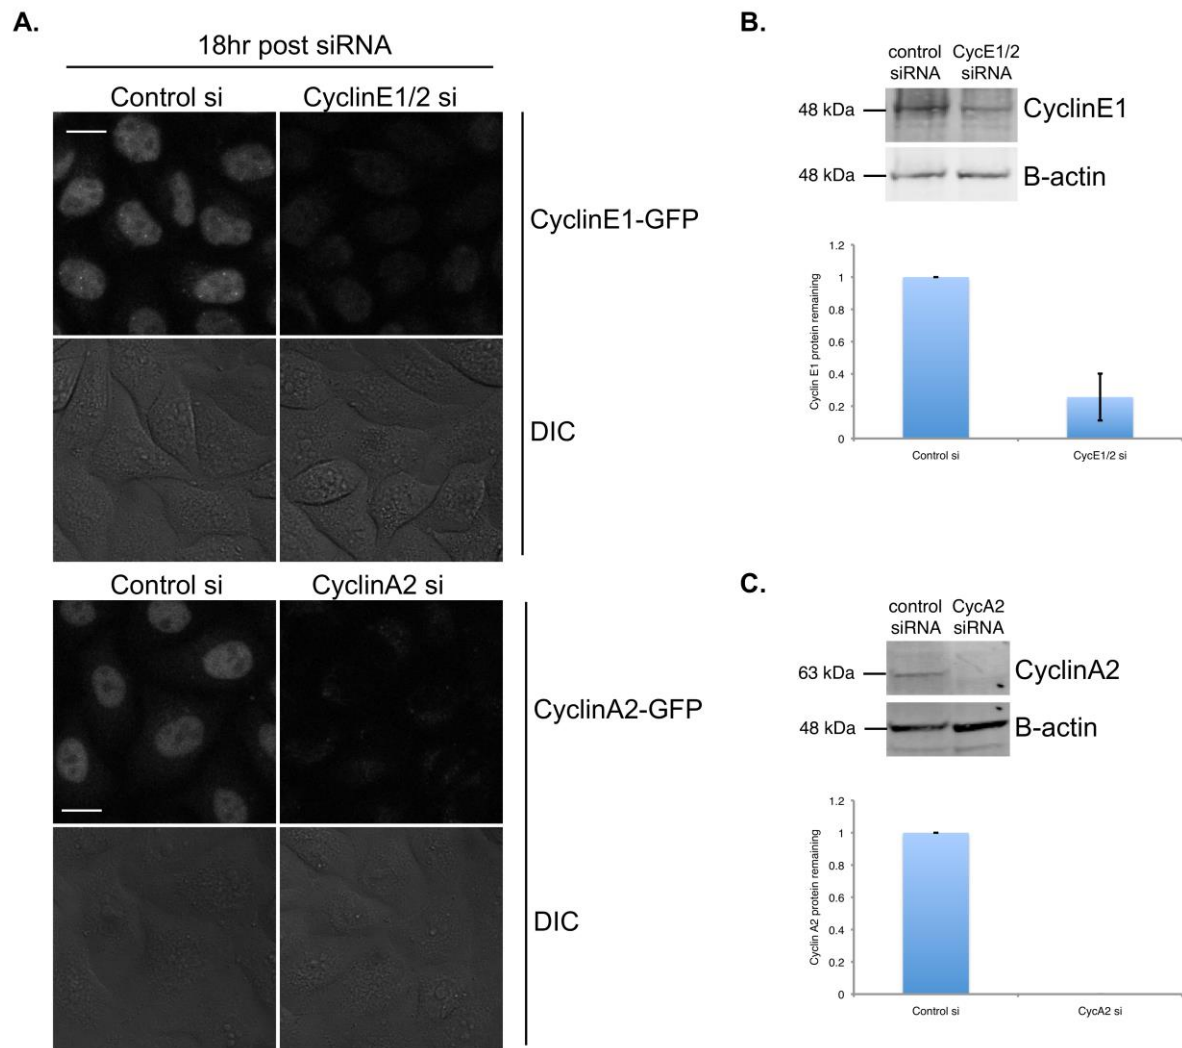 A.
18hr post siRNA
Control si CyclinE1/2 si
CyclinE1-GFP
DIC
Control si CyclinA2 si
CyclinA2-GFP
DIC
B.
control CycE1/2
siRNA siRNA
48 kDa CyclinE1
48 kDa B-actin
1.2
1
0.8
0.6
0.4
0.2
0
Cyclin E1 protein remaining
Control si CycE1/2 si
C.
control CycA2
siRNA siRNA
63 kDa CyclinA2
48 kDa B-actin
1.2
1
0.8
0.6
0.4
0.2
0
Cyclin A2 protein remaining
Control si CycA2 si